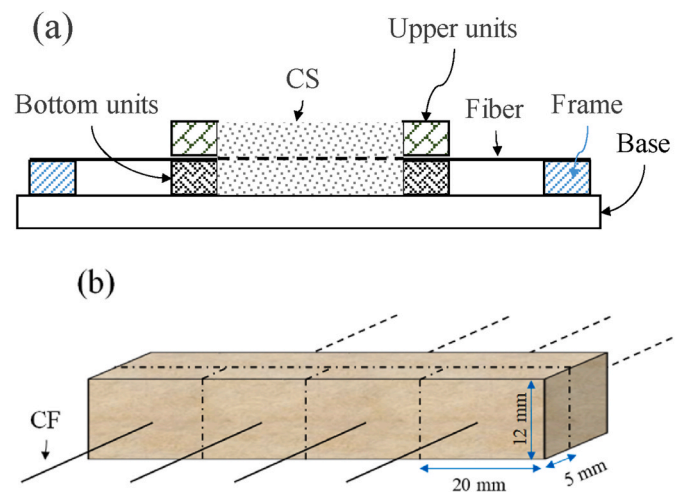 (a)
Upper units
CS
Bottom units
Fiber
Frame
Base
(b)
CF
12 mm
20 mm
5 mm